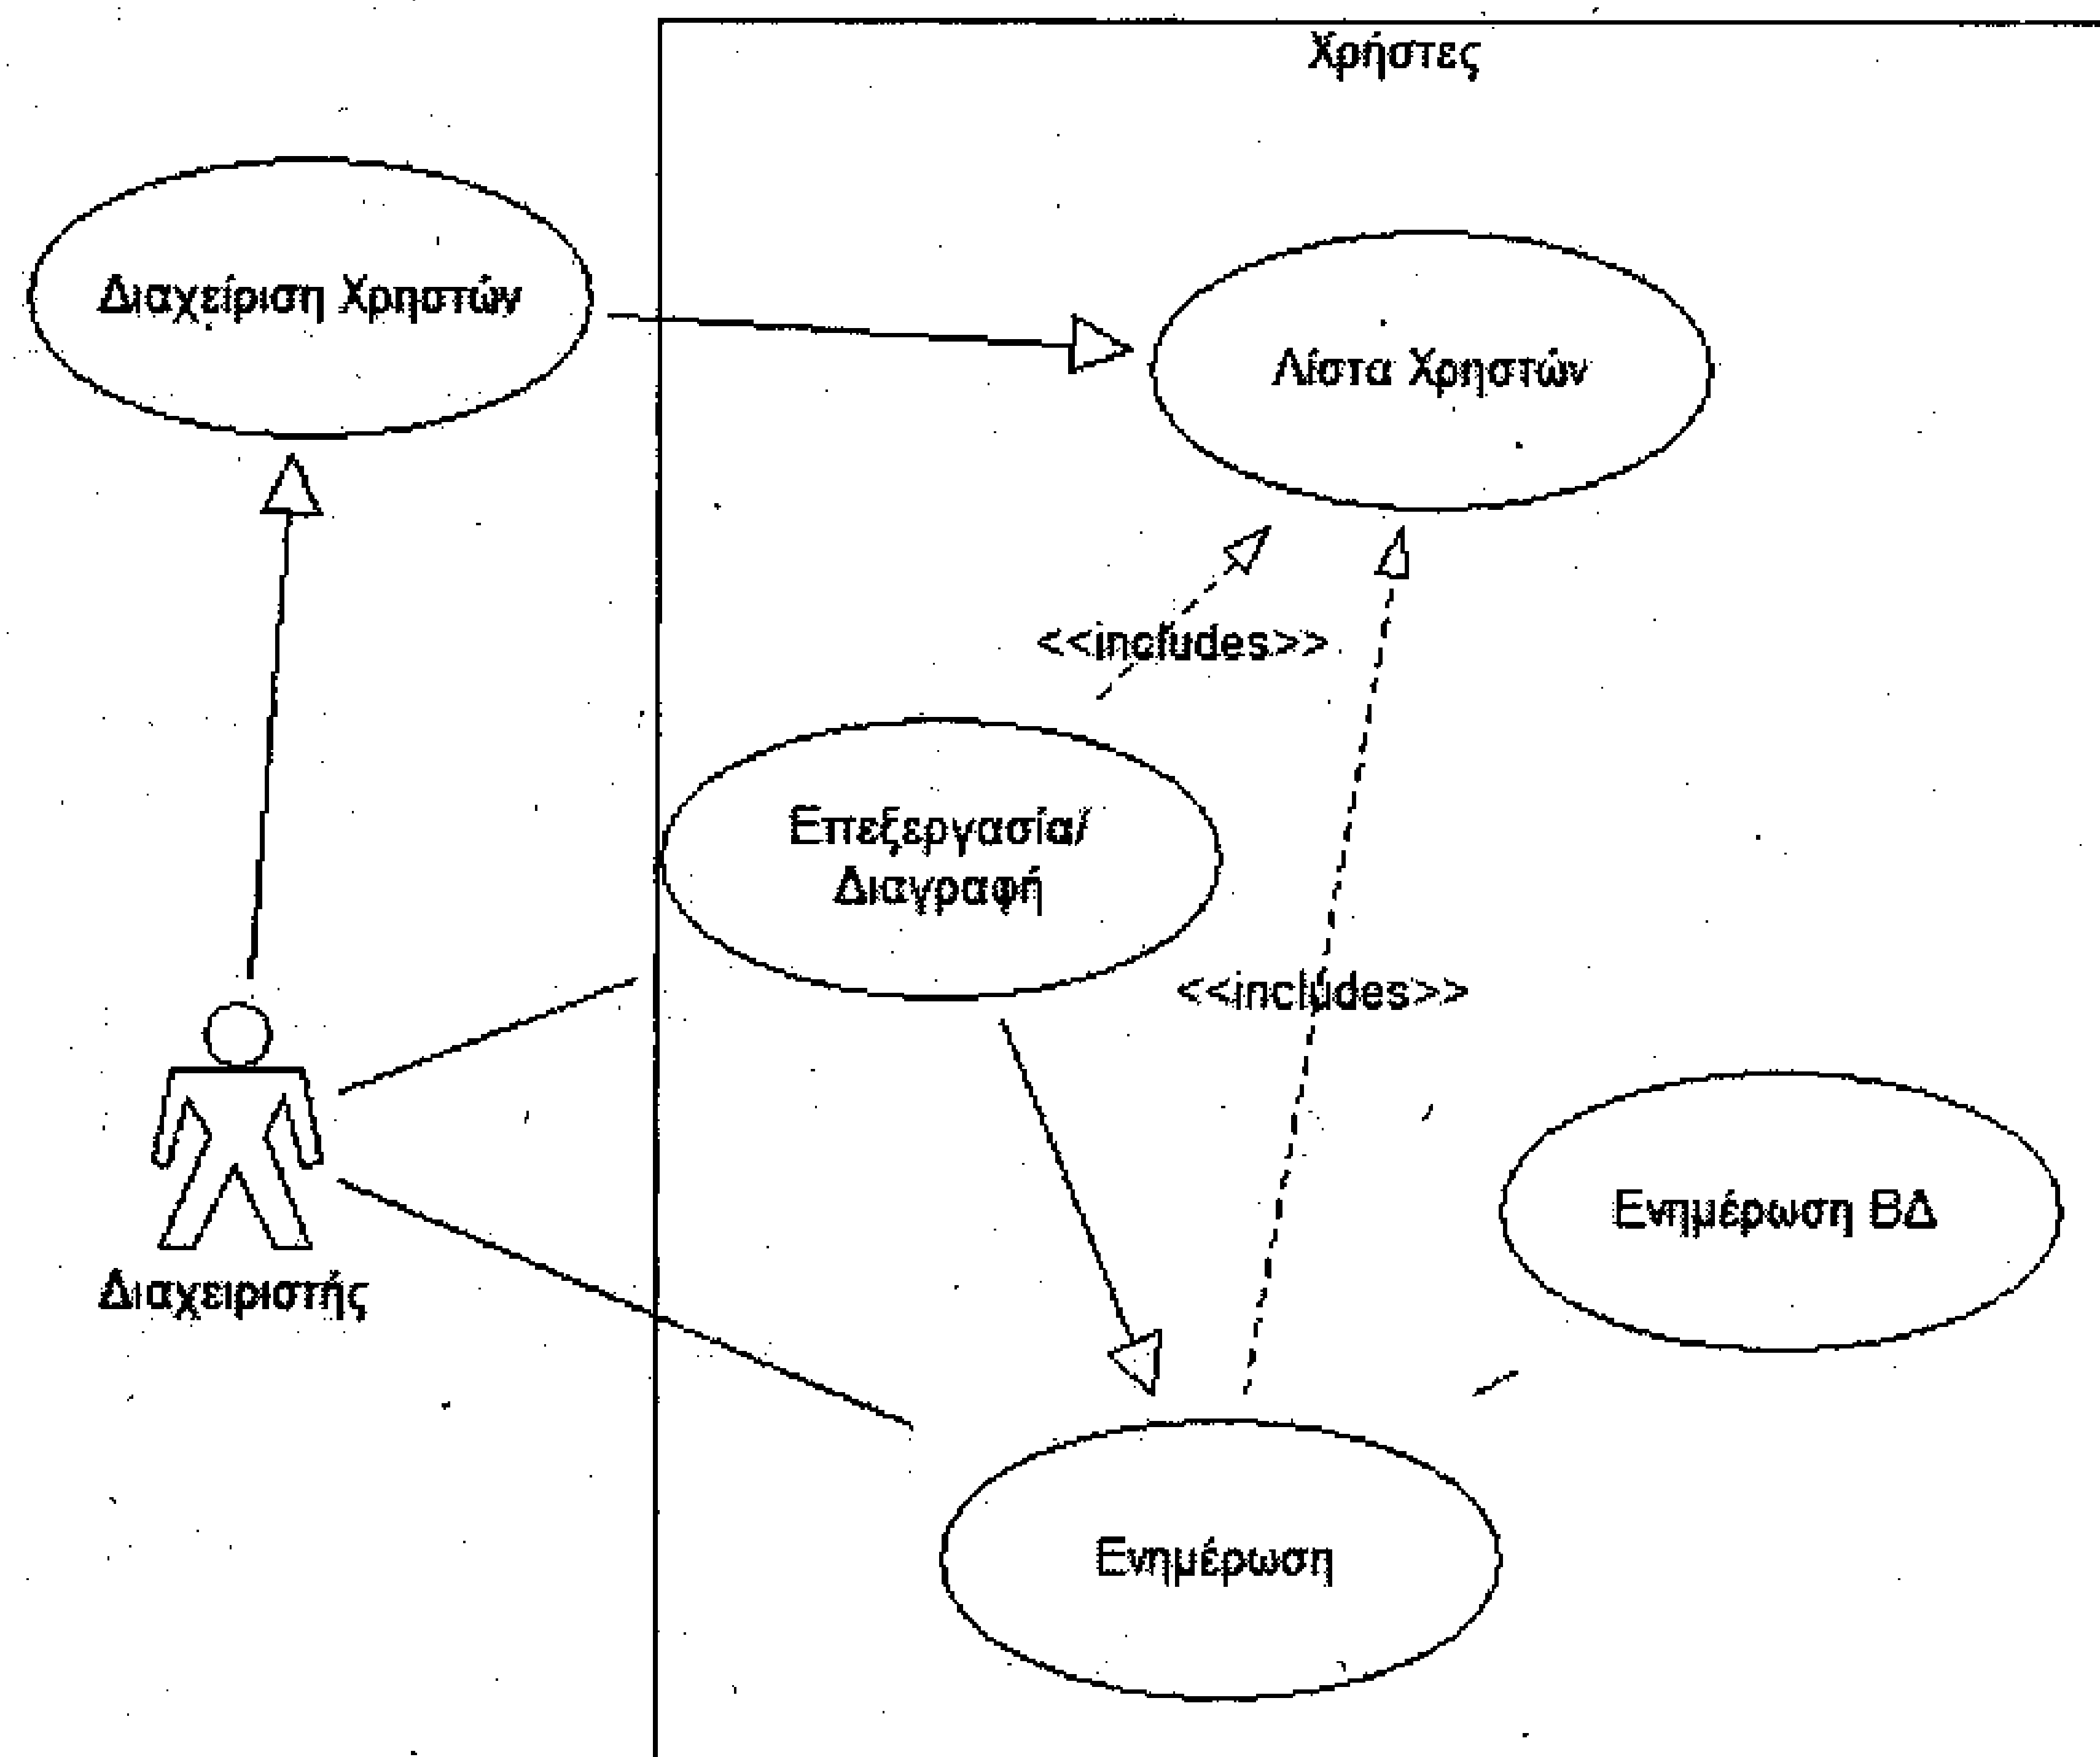 Χρήστες
Διαχείριση Χρηστών
Λίστα Χρηστών
<<includes>>
Επεξεργασία/
Διαγραφή
<<includes>>
Ενημέρωση ΒΔ
Διαχειριστής
Ενημέρωση